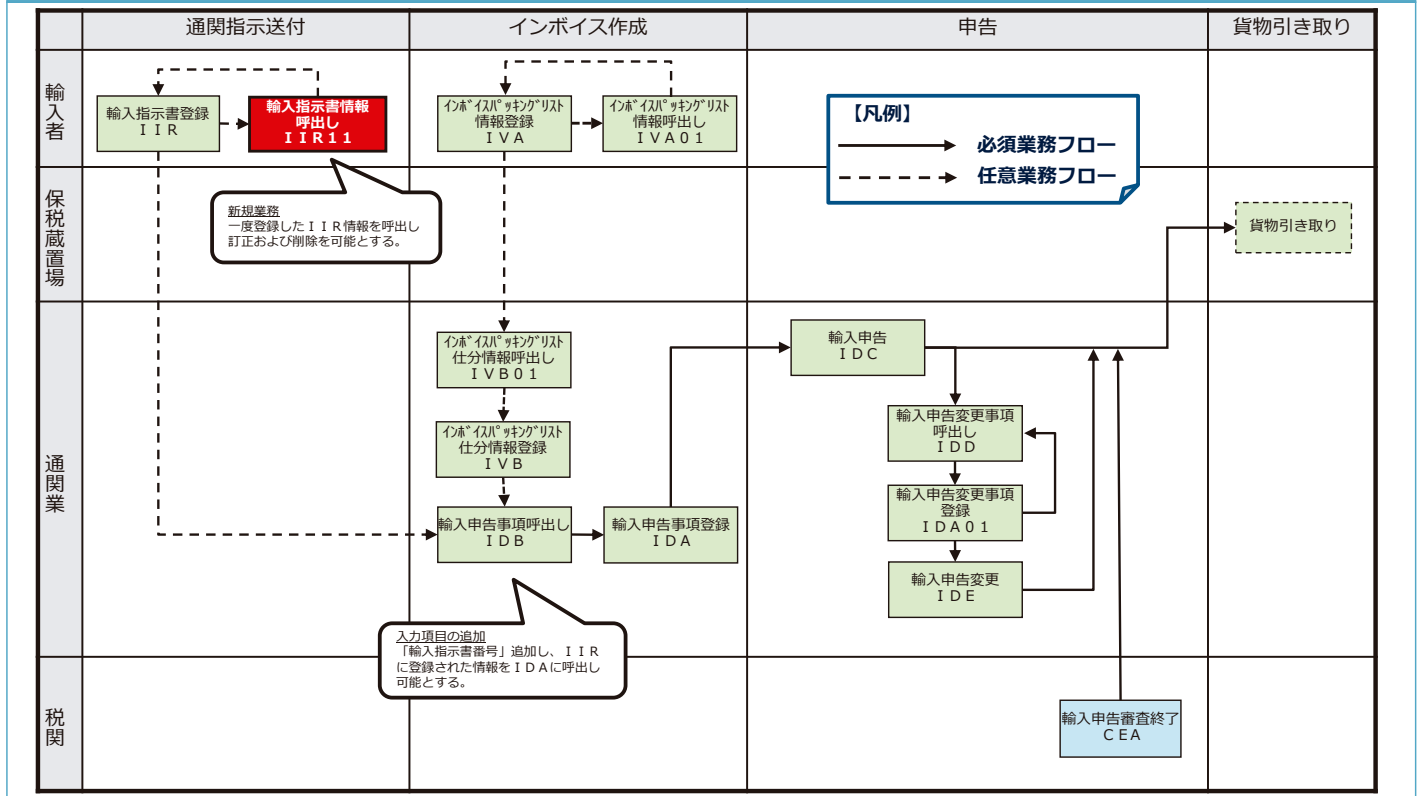 通関指示送付
インボイス作成
申告
貨物引き取り
輸入者
輸入指示書登録
ＩＩＲ
輸入指示書情報
呼出し
ＩＩＲ１１
ｲﾝﾎﾞｲｽﾊﾟｯｷﾝｸﾞﾘｽﾄ
情報登録
ＩＶＡ
ｲﾝﾎﾞｲｽﾊﾟｯｷﾝｸﾞﾘｽﾄ
情報呼出し
ＩＶＡ０１
【凡例】
必須業務フロー
任意業務フロー
保税蔵置場
新規業務
一度登録したＩＩＲ情報を呼出し
訂正および削除を可能とする。
貨物引き取り
通関業
ｲﾝﾎﾞｲｽﾊﾟｯｷﾝｸﾞﾘｽﾄ
仕分情報呼出し
ＩＶＢ０１
ｲﾝﾎﾞｲｽﾊﾟｯｷﾝｸﾞﾘｽﾄ
仕分情報登録
ＩＶＢ
輸入申告事項呼出し
ＩＤＢ
輸入申告事項登録
ＩＤＡ
輸入申告
ＩＤＣ
輸入申告変更事項
呼出し
ＩＤＤ
輸入申告変更事項
登録
ＩＤＡ０１
輸入申告変更
ＩＤＥ
入力項目の追加
「輸入指示書番号」追加し、ＩＩＲ
に登録された情報をＩＤＡに呼出し
可能とする。
税関
輸入申告審査終了
ＣＥＡ